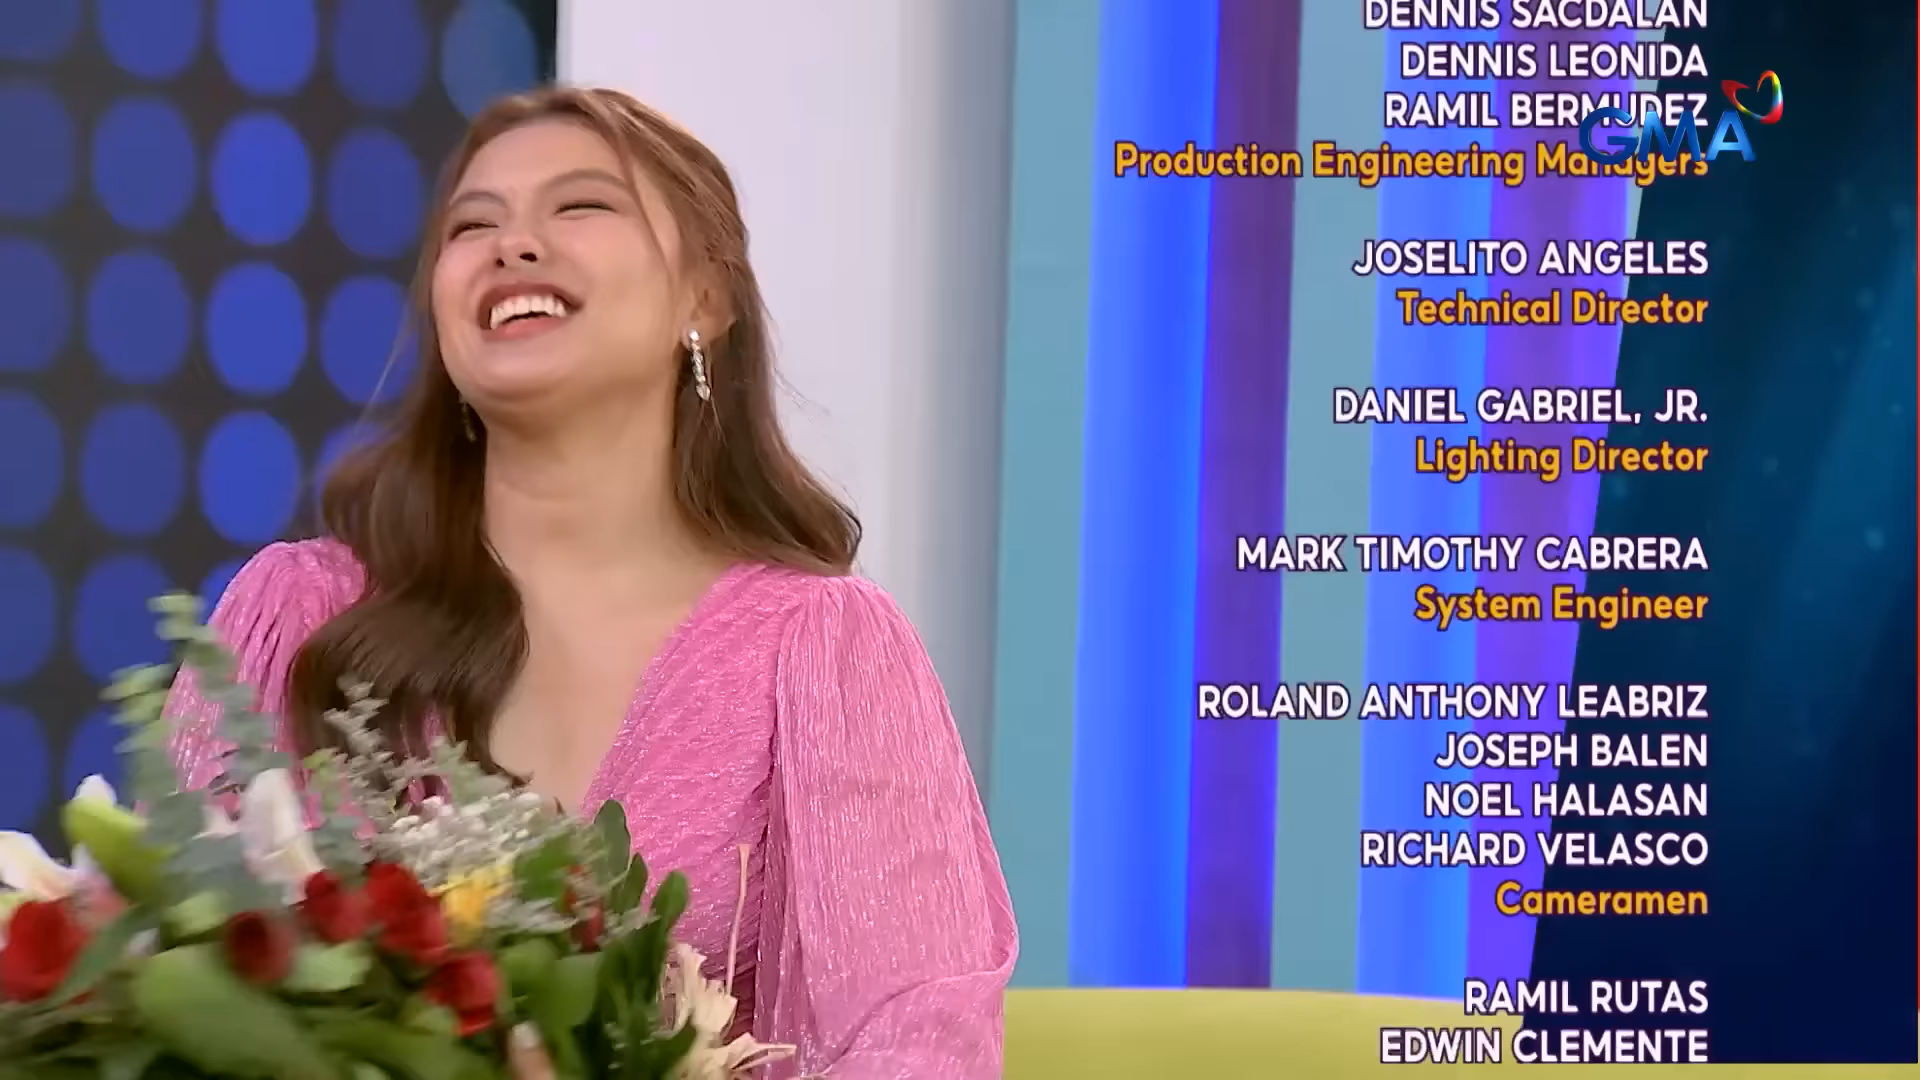 DENNIS SACDALAN
DENNIS LEONIDA
RAMIL BERMUDEZ
GMA
Production Engineering Managers
JOSELITO ANGELES
Technical Director
DANIEL GABRIEL, JR.
Lighting Director
MARK TIMOTHY CABRERA
System Engineer
ROLAND ANTHONY LEABRIZ
JOSEPH BALEN
NOEL HALASAN
RICHARD VELASCO
Cameramen
RAMIL RUTAS
EDWIN CLEMENTE